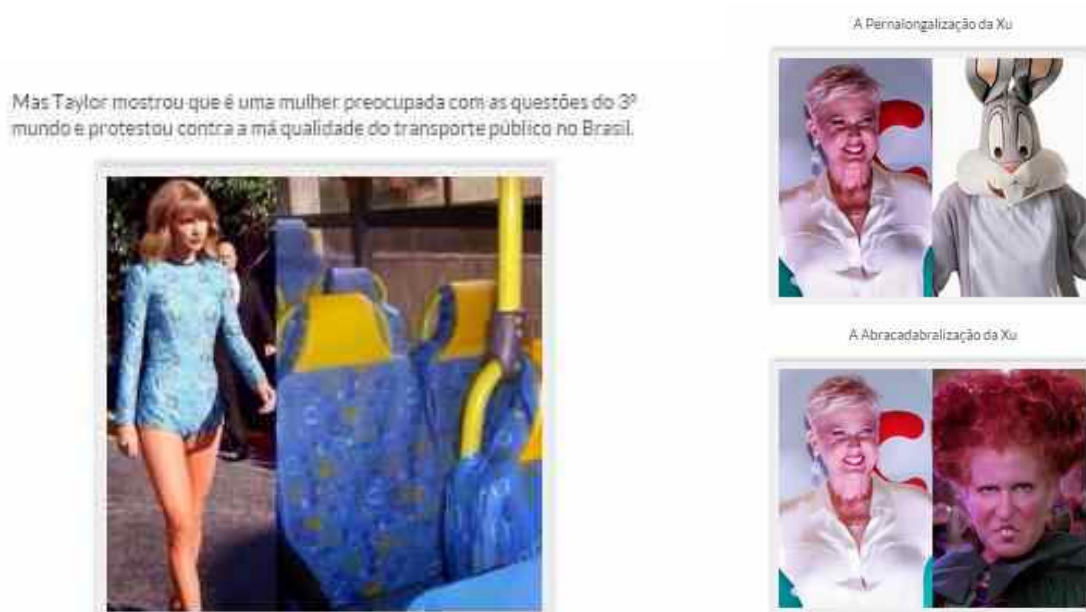 Mas Taylor mostrou que é uma mulher preocupada com as questões do 3º
mundo e protestou contra a má qualidade do transporte público no Brasil.
A Pernalongalização da Xu
A Abracadabralização da Xu